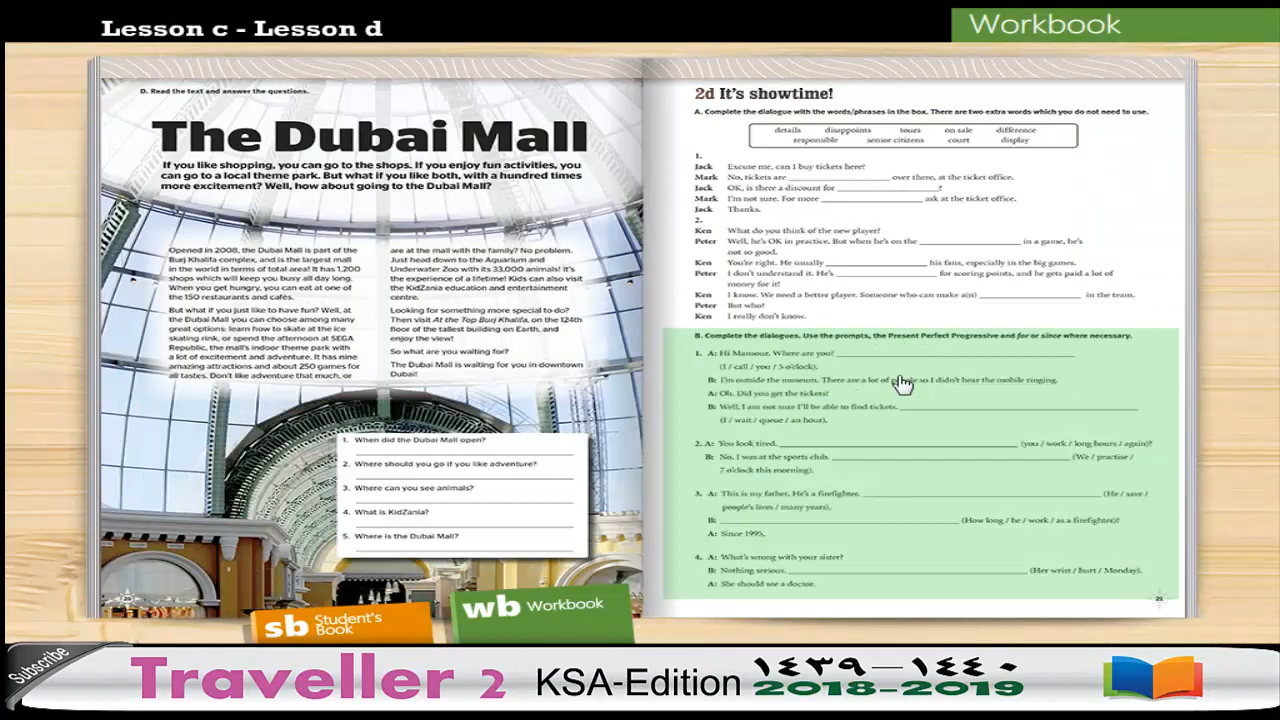 Lesson c - Lesson d
Workbook
D. Read the text and answer the questions.
The Dubai Mall
If you like shopping, you can go to the shops. If you enjoy fun activities, you
can go to a local theme park. But what if you like both, with a hundred times
more excitement? Well, how about going to the Dubai Mall?
Opened in 2008, the Dubai Mall is part of the
Burj Khalifa complex, and is the largest mall
in the world in terms of total area! It has 1,200
shops which will keep you busy all day long.
When you get hungry, you can eat at one of
the 150 restaurants and cafés.
But what if you just like to have fun? Well, at
the Dubai Mall you can choose among many
great options: learn how to skate at the ice
skating rink, or spend the afternoon at SEGA
Republic, the mall's indoor theme park with
a lot of excitement and adventure. It has nine
amazing attractions and about 250 games for
all tastes. Don't like adventure that much, or
are at the mall with the family? No problem.
Just head down to the Aquarium and
Underwater Zoo with its 33,000 animals! It's
the experience of a lifetime! Kids can also visit
the KidZania education and entertainment
centre.
Looking for something more special to do?
Then visit At the Top Burj Khalifa, on the 124th
floor of the tallest building on Earth, and
enjoy the view!
So what are you waiting for?
The Dubai Mall is waiting for you in downtown
Dubai!
1. When did the Dubai Mall open?
2. Where should you go if you like adventure?
3. Where can you see animals?
4. What is KidZania?
5. Where is the Dubai Mall?
2d It's showtime!
A. Complete the dialogue with the words/phrases in the box. There are two extra words which you do not need to use.
details disappoints tours on sale difference
responsible senior citizens court display
1.
Jack Excuse me, can I buy tickets here?
Mark No, tickets are ____ over there, at the ticket office.
Jack OK, is there a discount for ____?
Mark I'm not sure. For more ____ ask at the ticket office.
Jack Thanks.
2.
Ken What do you think of the new player?
Peter Well, he's OK in practice. But when he's on the ____ in a game, he's
not so good.
Ken You're right. He usually ____ his fans, especially in the big games.
Peter I don't understand it. He's ____ for scoring points, and he gets paid a lot of
money for it!
Ken I know. We need a better player. Someone who can make a(n) ____ in the team.
Peter But who?
Ken I really don't know.
B. Complete the dialogues. Use the prompts, the Present Perfect Progressive and for or since where necessary.
1. A: Hi Mansour. Where are you? ____
(I / call / you / 5 o'clock).
B: I'm outside the museum. There are a lot of so I didn't hear the mobile ringing.
A: Oh. Did you get the tickets?
B: Well, I am not sure I'll be able to find tickets. ____
(I / wait / queue / an hour).
2. A: You look tired. ____ (you / work / long hours / again)?
B: No, I was at the sports club. ____ (We / practise /
7 o'clock this morning).
3. A: This is my father. He's a firefighter. ____ (He / save /
people's lives / many years).
B: ____ (How long / he / work / as a firefighter)?
A: Since 1995.
4. A: What's wrong with your sister?
B: Nothing serious. ____ (Her wrist / hurt / Monday).
A: She should see a doctor.
21
sb Student's Book
wb Workbook
Subscribe
Traveller 2 KSA-Edition ١٤٣٩-١٤٤٠
2018-2019